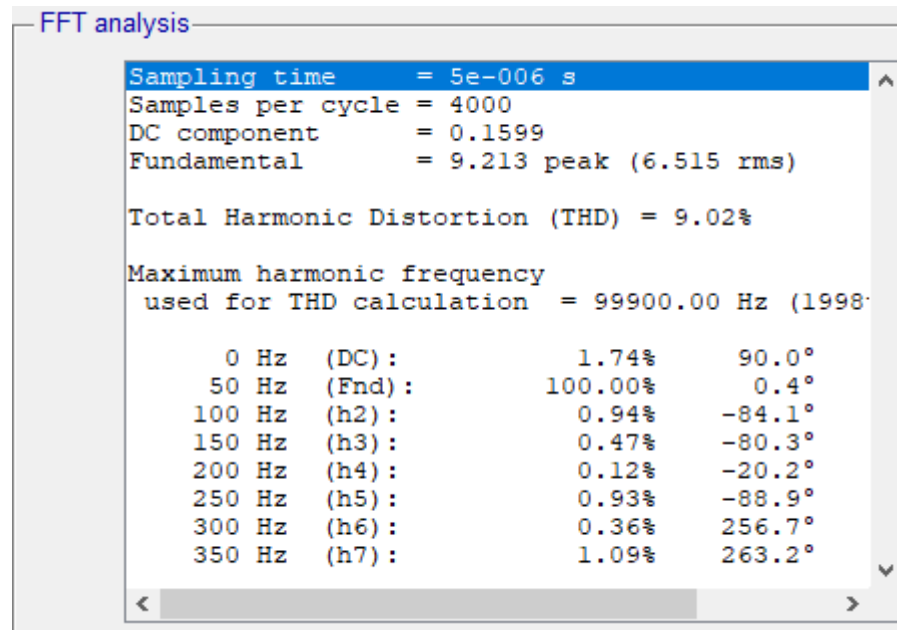 FFT analysis
Sampling time = 5e-006 s
Samples per cycle = 4000
DC component = 0.1599
Fundamental = 9.213 peak (6.515 rms)
Total Harmonic Distortion (THD) = 9.02%
Maximum harmonic frequency
used for THD calculation = 99900.00 Hz (1998
0 Hz (DC): 1.74% 90.0°
50 Hz (Fnd): 100.00% 0.4°
100 Hz (h2): 0.94% -84.1°
150 Hz (h3): 0.47% -80.3°
200 Hz (h4): 0.12% -20.2°
250 Hz (h5): 0.93% -88.9°
300 Hz (h6): 0.36% 256.7°
350 Hz (h7): 1.09% 263.2°